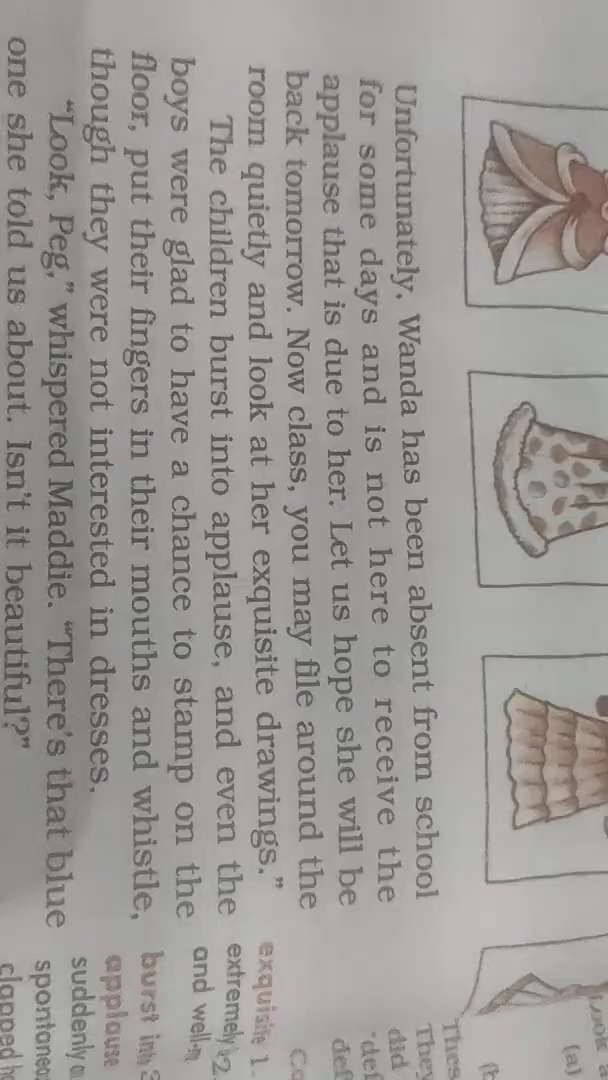 Unfortunately, Wanda has been absent from school
for some days and is not here to receive the
applause that is due to her. Let us hope she will be
back tomorrow. Now class, you may file around the
room quietly and look at her exquisite drawings.”
The children burst into applause, and even the
boys were glad to have a chance to stamp on the
floor, put their fingers in their mouths and whistle,
though they were not interested in dresses.
“Look, Peg,” whispered Maddie. “There’s that blue
one she told us about. Isn’t it beautiful?”
exquisite
extremely
and well-
burst into
applause
suddenly
clapped
(a)
did